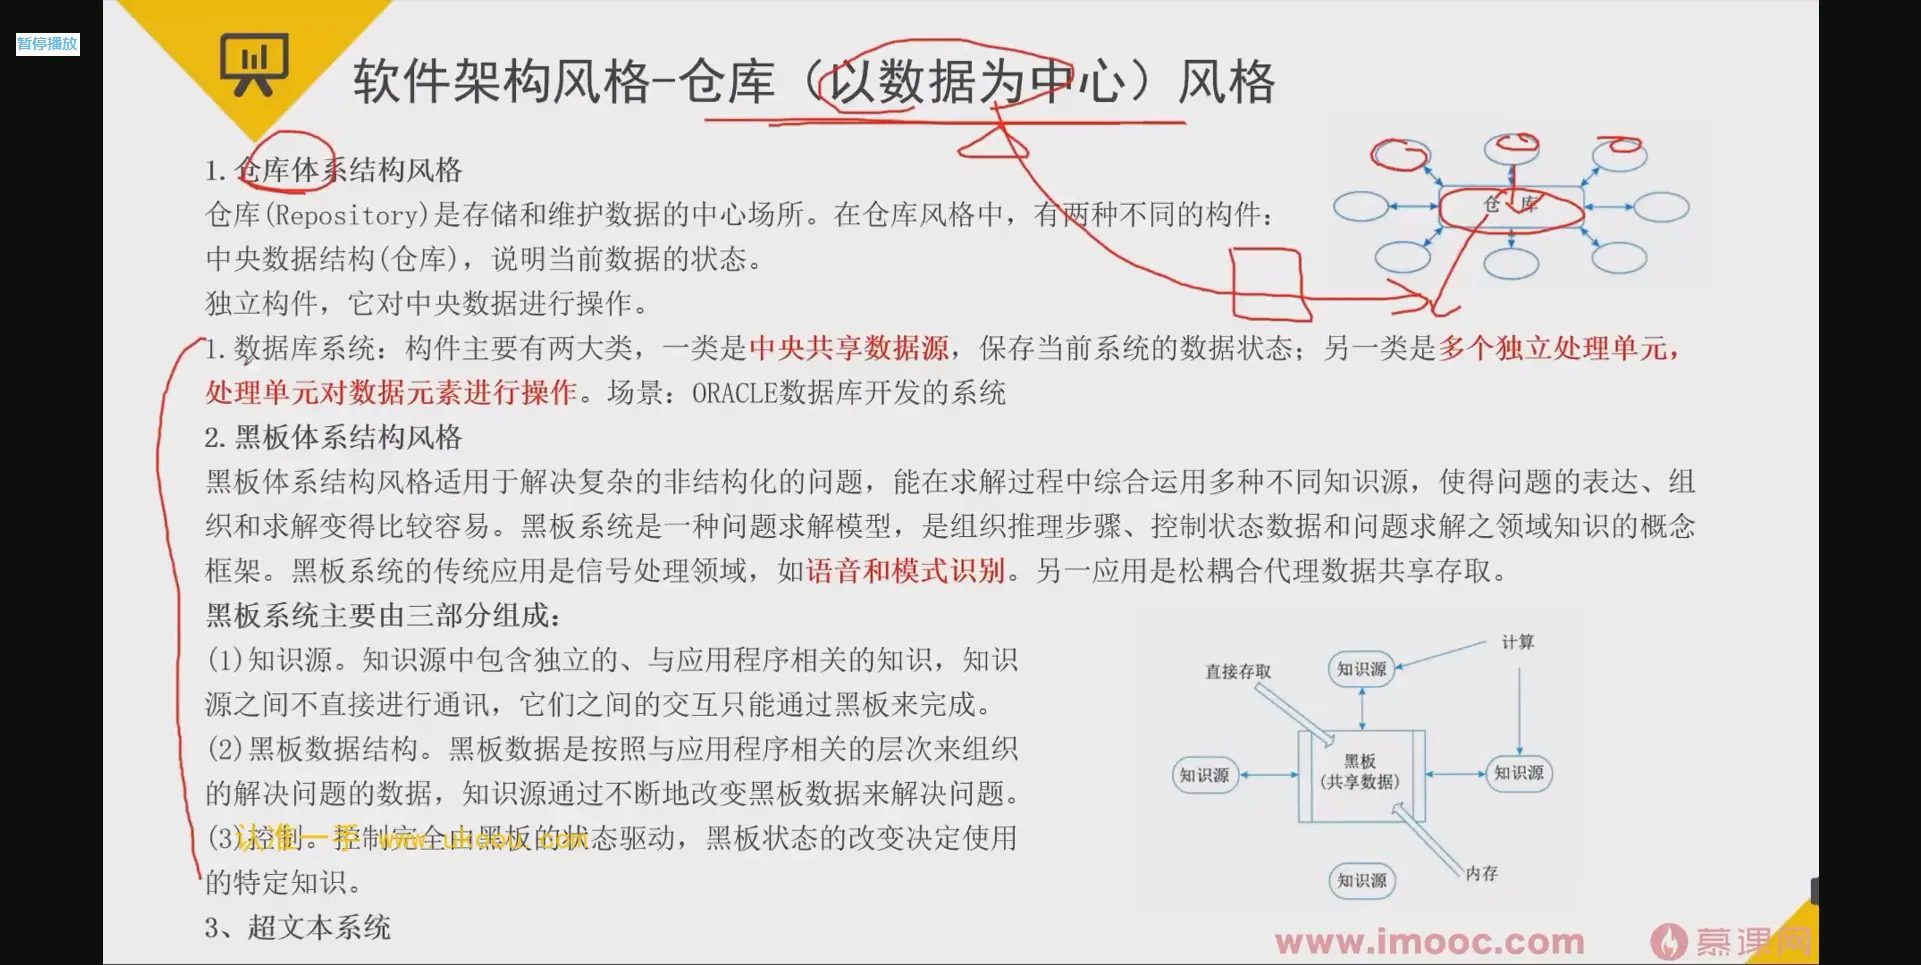 暂停播放
软件架构风格-仓库（以数据为中心）风格
1.仓库体系结构风格
仓库(Repository)是存储和维护数据的中心场所。在仓库风格中，有两种不同的构件：
中央数据结构(仓库)，说明当前数据的状态。
独立构件，它对中央数据进行操作。
仓 库
1.数据库系统：构件主要有两大类，一类是中央共享数据源，保存当前系统的数据状态；另一类是多个独立处理单元，
处理单元对数据元素进行操作。场景：ORACLE数据库开发的系统
2.黑板体系结构风格
黑板体系结构风格适用于解决复杂的非结构化的问题，能在求解过程中综合运用多种不同知识源，使得问题的表达、组
织和求解变得比较容易。黑板系统是一种问题求解模型，是组织推理步骤、控制状态数据和问题求解之领域知识的概念
框架。黑板系统的传统应用是信号处理领域，如语音和模式识别。另一应用是松耦合代理数据共享存取。
黑板系统主要由三部分组成：
(1)知识源。知识源中包含独立的、与应用程序相关的知识，知识
源之间不直接进行通讯，它们之间的交互只能通过黑板来完成。
(2)黑板数据结构。黑板数据是按照与应用程序相关的层次来组织
的解决问题的数据，知识源通过不断地改变黑板数据来解决问题。
(3)控制。控制完全由黑板的状态驱动，黑板状态的改变决定使用
的特定知识。
认准一手 www.ukoou.com
3、超文本系统
计算
直接存取
知识源
黑板
(共享数据)
知识源
知识源
知识源
内存
www.imooc.com
慕课网